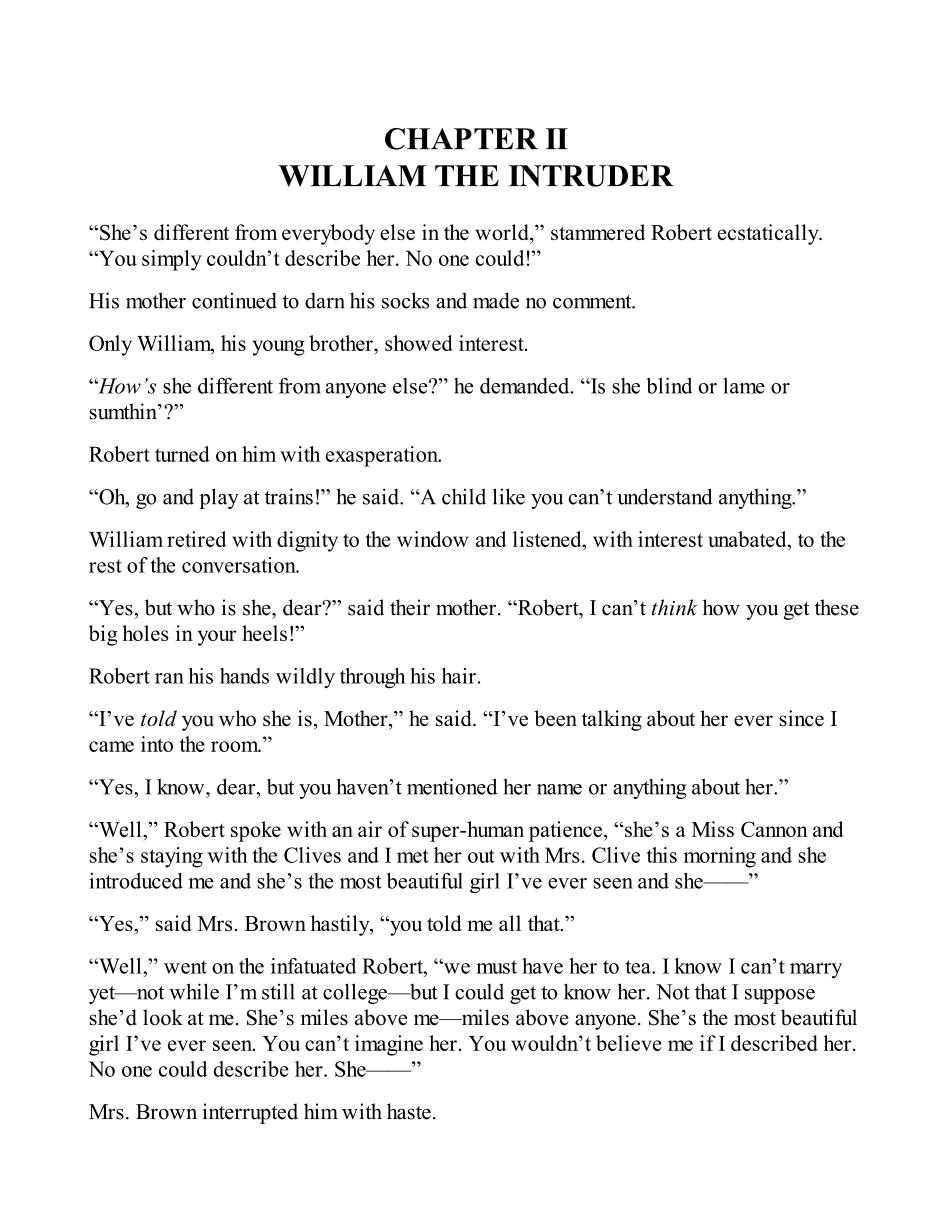 CHAPTER II
WILLIAM THE INTRUDER
“She’s different from everybody else in the world,” stammered Robert ecstatically.
“You simply couldn’t describe her. No one could!”
His mother continued to darn his socks and made no comment.
Only William, his young brother, showed interest.
“How’s she different from anyone else?” he demanded. “Is she blind or lame or
sumthin’?”
Robert turned on him with exasperation.
“Oh, go and play at trains!” he said. “A child like you can’t understand anything.”
William retired with dignity to the window and listened, with interest unabated, to the
rest of the conversation.
“Yes, but who is she, dear?” said their mother. “Robert, I can’t think how you get these
big holes in your heels!”
Robert ran his hands wildly through his hair.
“I’ve told you who she is, Mother,” he said. “I’ve been talking about her ever since I
came into the room.”
“Yes, I know, dear, but you haven’t mentioned her name or anything about her.”
“Well,” Robert spoke with an air of super-human patience, “she’s a Miss Cannon and
she’s staying with the Clives and I met her out with Mrs. Clive this morning and she
introduced me and she’s the most beautiful girl I’ve ever seen and she——”
“Yes,” said Mrs. Brown hastily, “you told me all that.”
“Well,” went on the infatuated Robert, “we must have her to tea. I know I can’t marry
yet—not while I’m still at college—but I could get to know her. Not that I suppose
she’d look at me. She’s miles above me—miles above anyone. She’s the most beautiful
girl I’ve ever seen. You can’t imagine her. You wouldn’t believe me if I described her.
No one could describe her. She——”
Mrs. Brown interrupted him with haste.